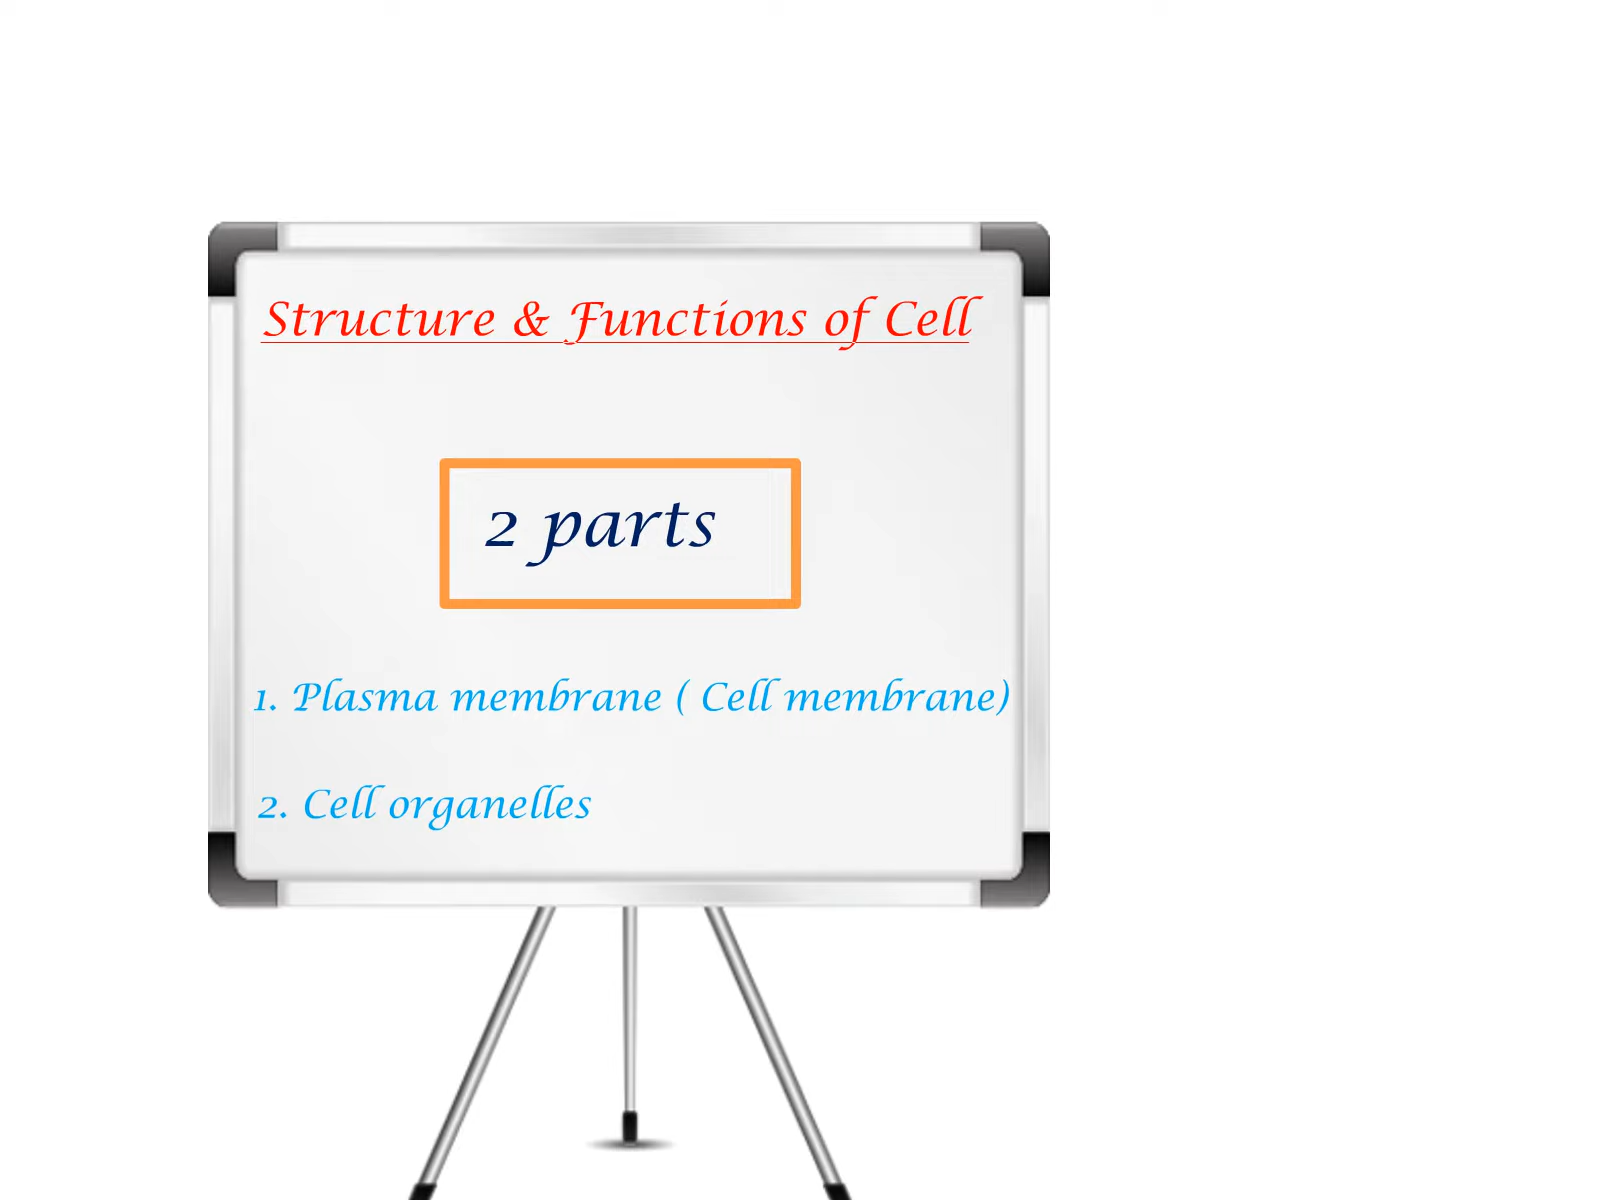 Structure & Functions of Cell
2 parts
1. Plasma membrane ( Cell membrane)
2. Cell organelles